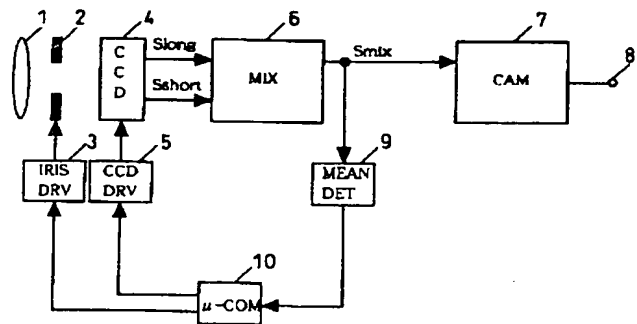 1
2
4
6
7
8
C
C
D
Slong
Sshort
MIX
Smix
CAM
3
5
9
IRIS
DRV
CCD
DRV
MEAN
DET
10
μ-COM